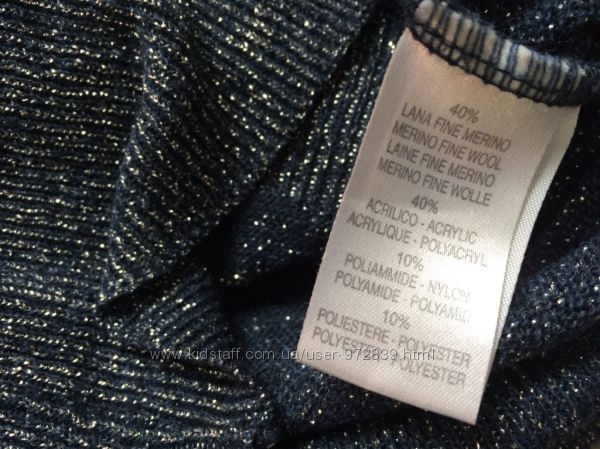 40%
LANA FINE MERINO
MERINO FINE WOOL
LAINE FINE MERINO
MERINO FINE WOLLE
40%
ACRILICO - ACRYLIC
ACRYLIQUE - POLYACRYL
10%
POLIAMMIDE - NYLON
POLYAMIDE - POLYAMID
10%
POLIESTERE - POLYESTER
POLYESTER - POLYESTER
www.kidstaff.com.ua/user-972839.html